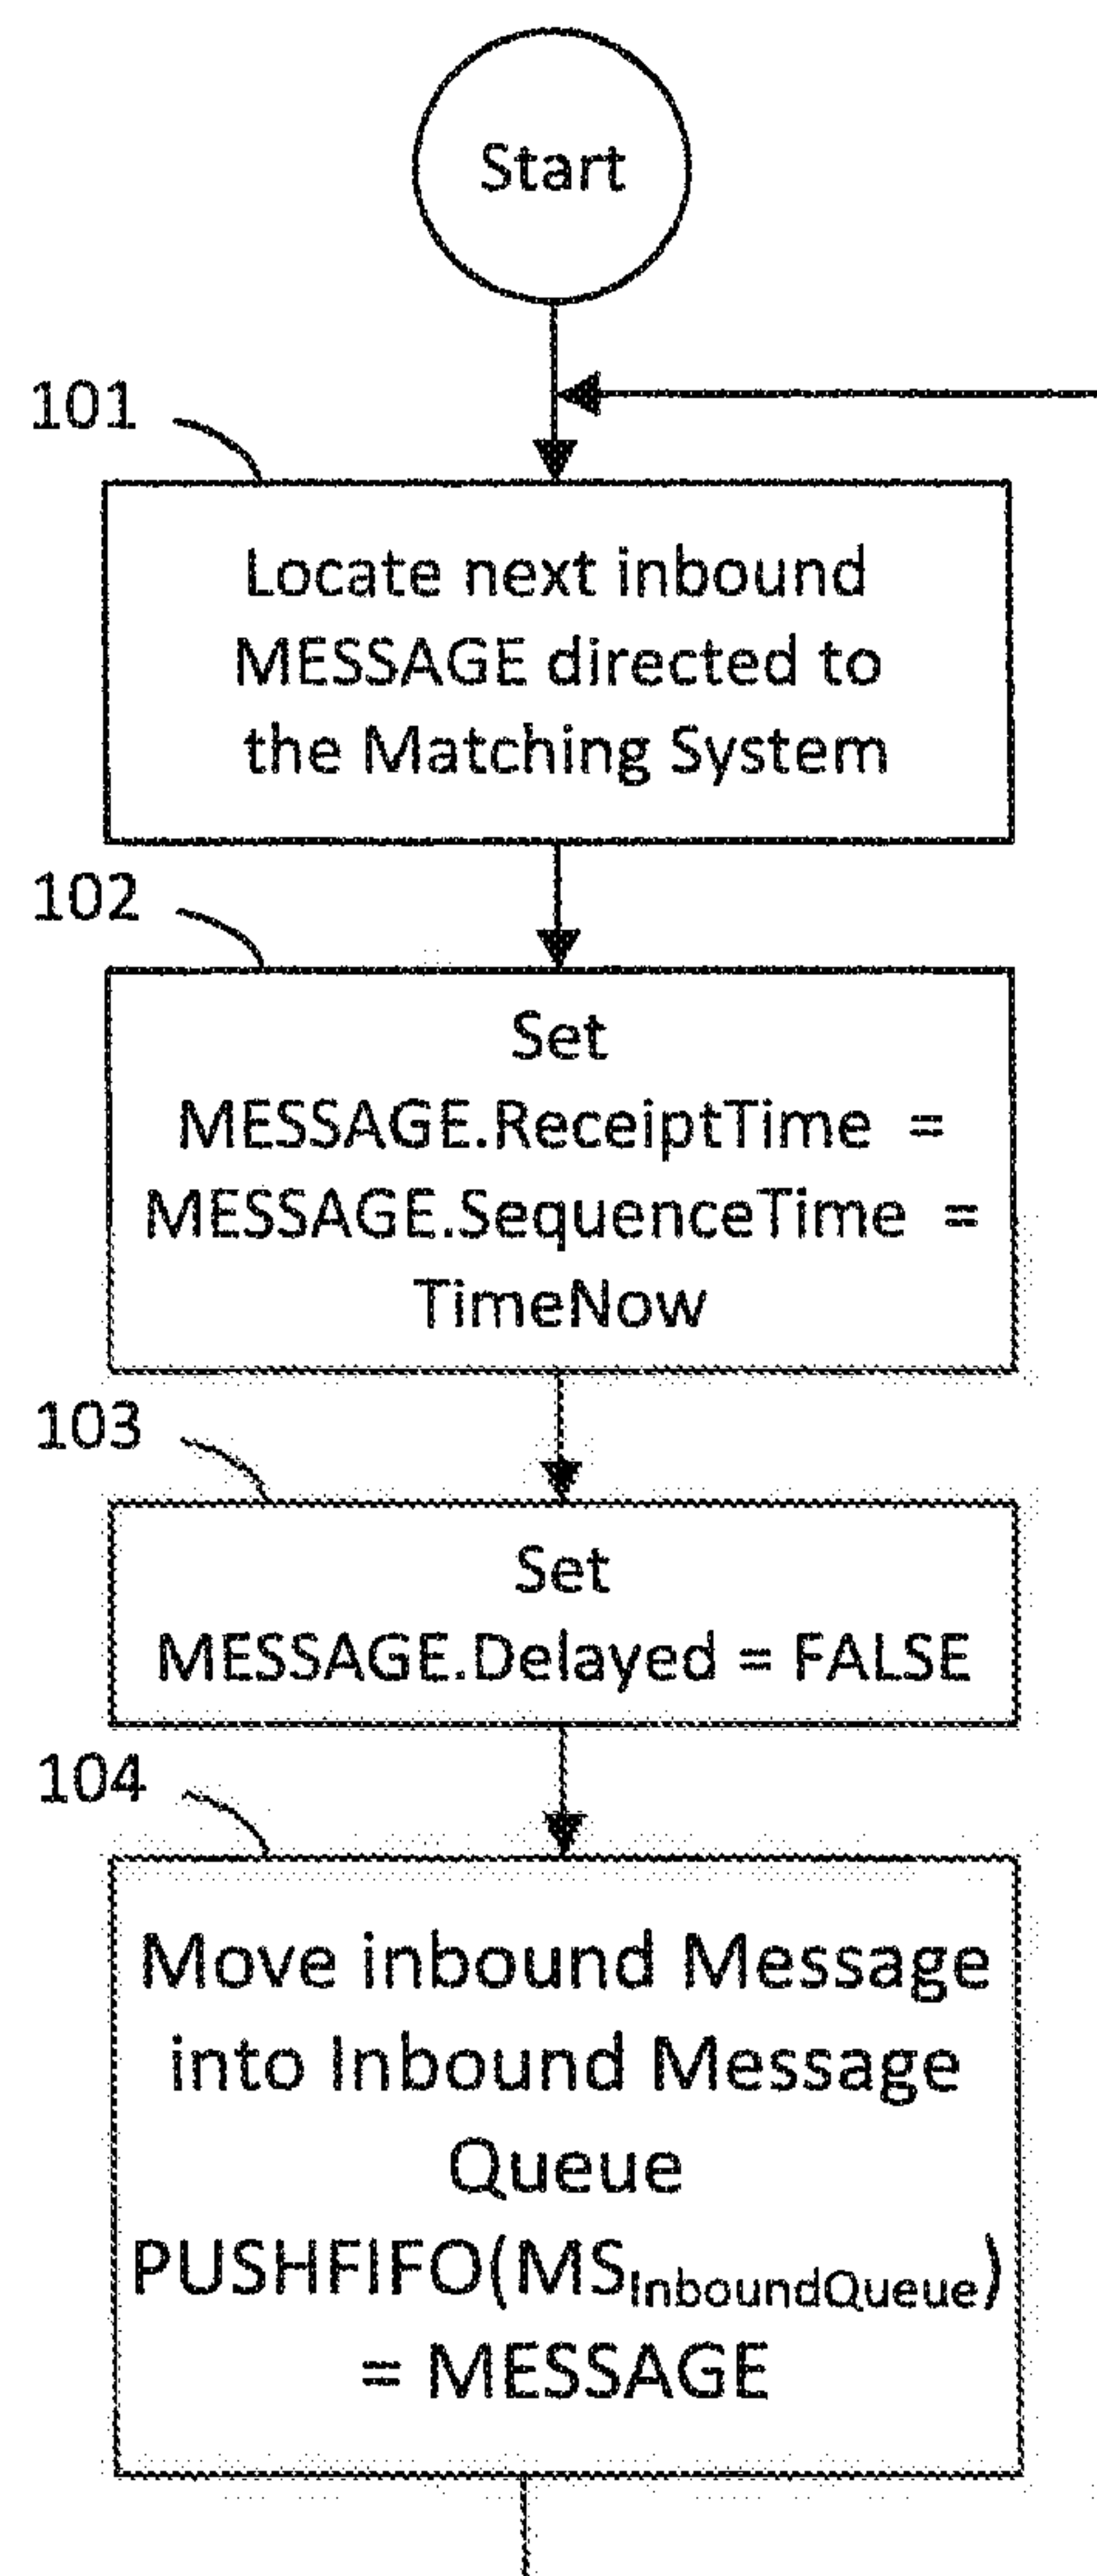 Start
101
Locate next inbound
MESSAGE directed to
the Matching System
102
Set
MESSAGE.ReceiptTime =
MESSAGE.SequenceTime =
TimeNow
103
Set
MESSAGE.Delayed = FALSE
104
Move inbound Message
into Inbound Message
Queue
PUSHFIFO(MSInboundQueue)
= MESSAGE